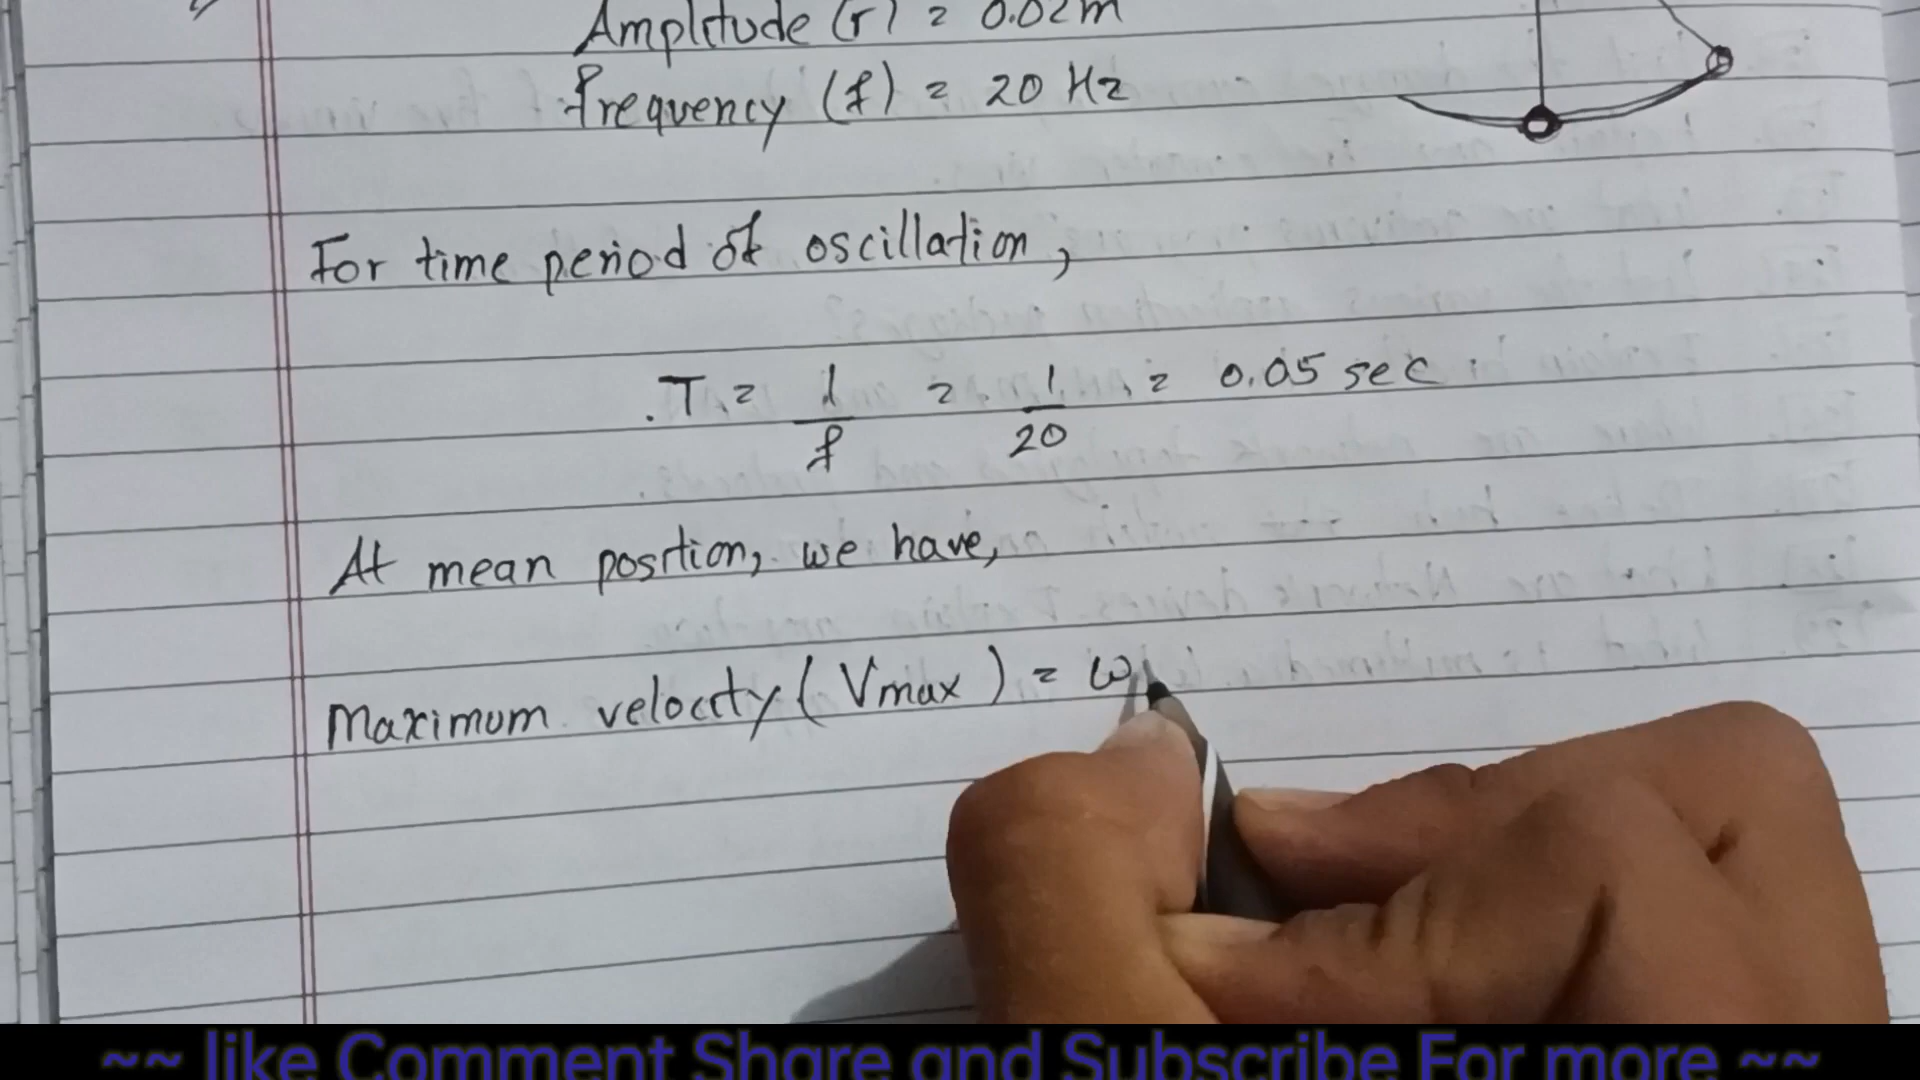 Amplitude (r) = 0.02m
frequency (f) = 20 Hz
For time period of oscillation,
T = 1/f = 1/20 = 0.05 sec
At mean position, we have,
Maximum velocity (Vmax) = ω
~~ like Comment Share and Subscribe For more ~~